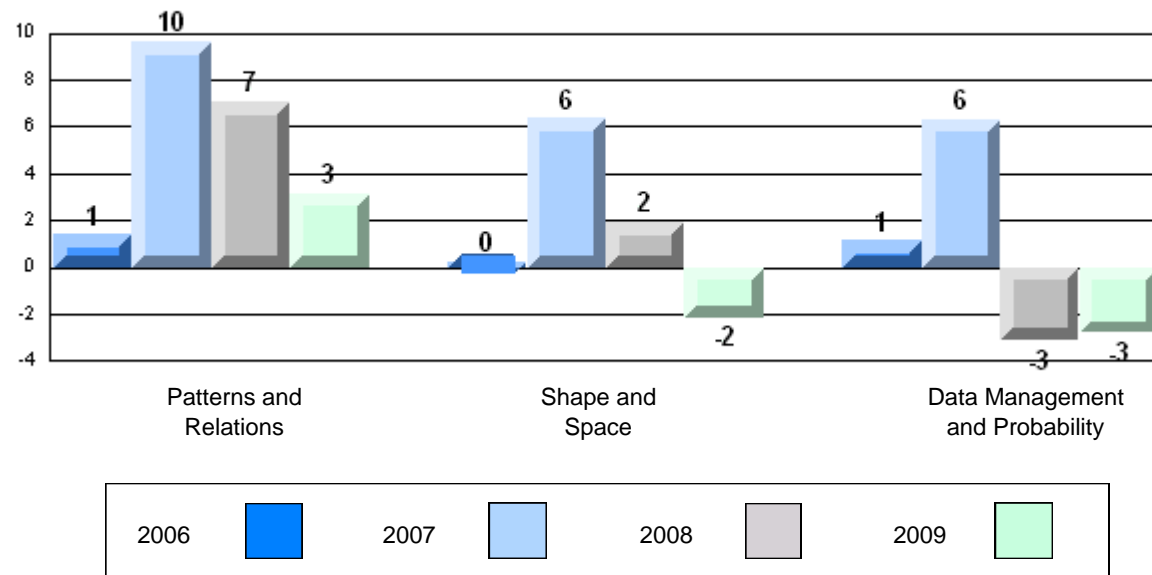 10
8
6
4
2
0
-2
-4
1
10
7
3
0
6
2
-2
1
6
-3
-3
Patterns and
Relations
Shape and
Space
Data Management
and Probability
2006 2007 2008 2009